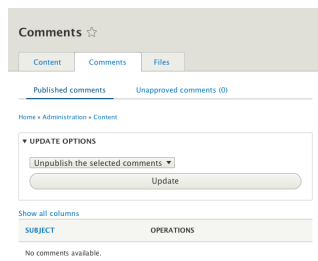 Comments
Content Comments Files
Published comments Unapproved comments (0)
Home » Administration » Content
▼ UPDATE OPTIONS
Unpublish the selected comments ▼
Update
Show all columns
SUBJECT OPERATIONS
No comments available.